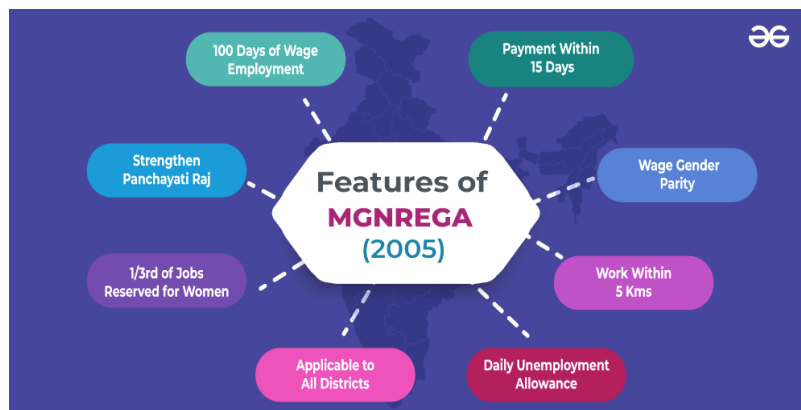 100 Days of Wage
Employment
Payment Within
15 Days
Strengthen
Panchayati Raj
Features of
MGNREGA
(2005)
Wage Gender
Parity
1/3rd of Jobs
Reserved for Women
Work Within
5 Kms
Applicable to
All Districts
Daily Unemployment
Allowance